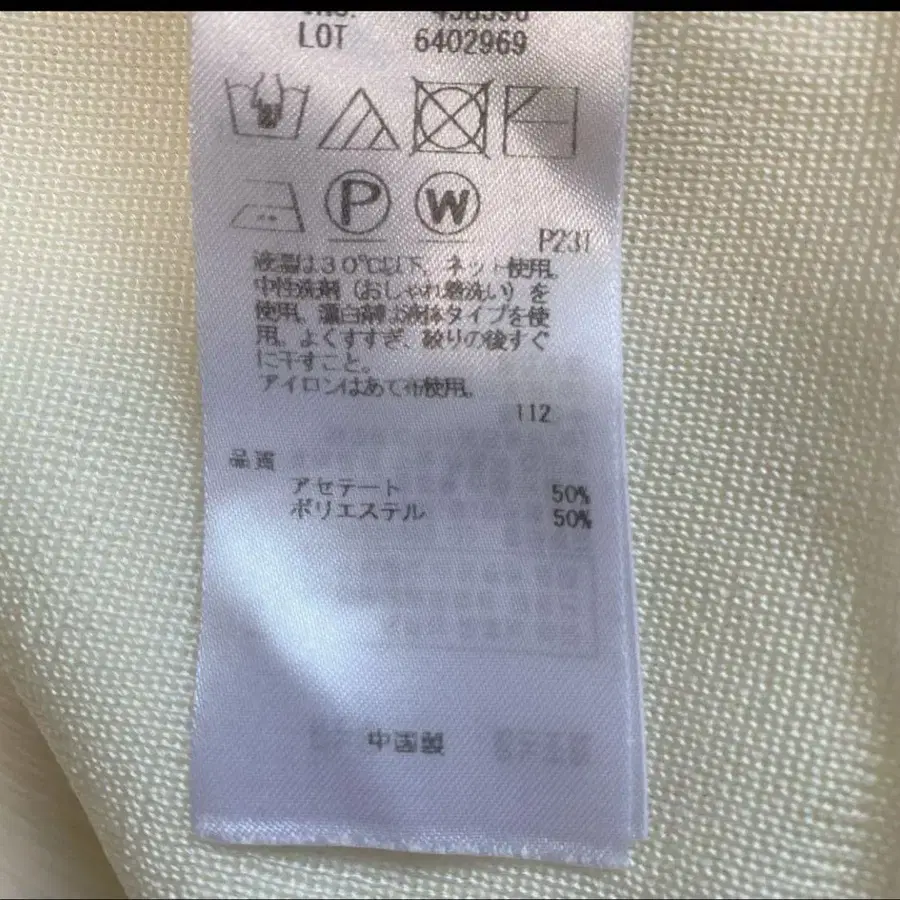 LOT 6402969
P
W
P231
液温は30℃以下、ネット使用。
中性洗剤（おしゃれ着洗い）を
使用。漂白剤は液体タイプを使
用。よくすすぎ、絞りの後すぐ
に干すこと。
アイロンはあて布使用。
112
品質
アセテート 50%
ポリエステル 50%
中国製